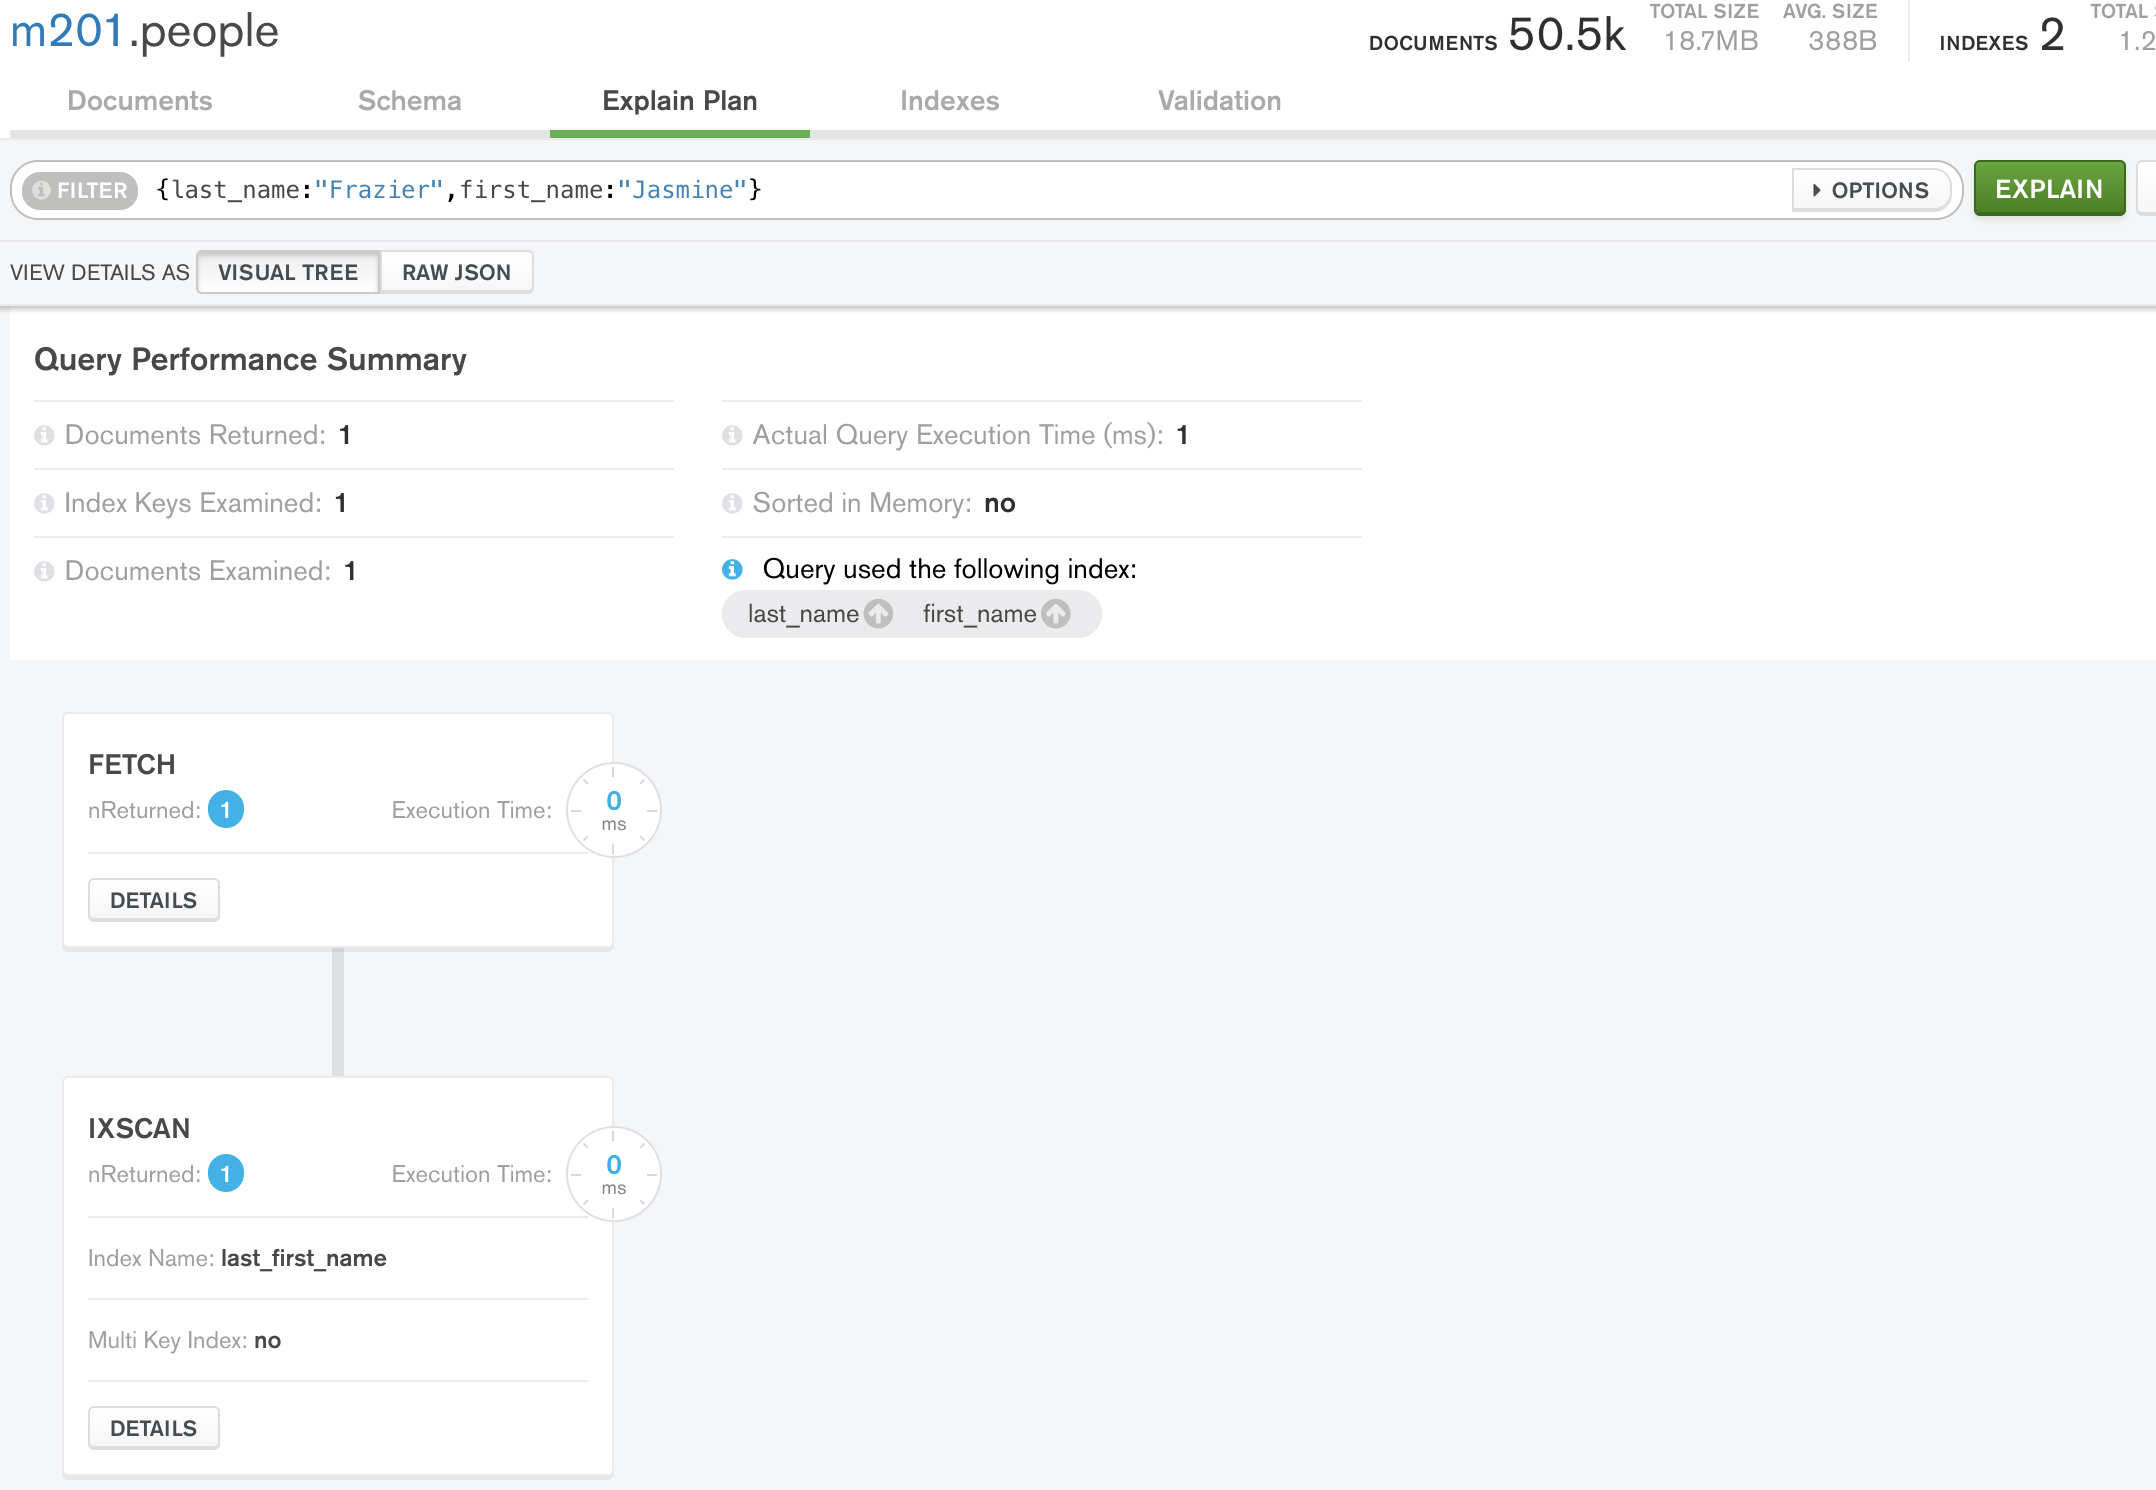 m201.people
DOCUMENTS 50.5k TOTAL SIZE 18.7MB AVG. SIZE 388B INDEXES 2 TOTAL 1.2
Documents Schema Explain Plan Indexes Validation
FILTER {last_name:"Frazier",first_name:"Jasmine"} OPTIONS EXPLAIN
VIEW DETAILS AS VISUAL TREE RAW JSON
Query Performance Summary
Documents Returned: 1
Index Keys Examined: 1
Documents Examined: 1
Actual Query Execution Time (ms): 1
Sorted in Memory: no
Query used the following index:
last_name first_name
FETCH
nReturned: 1 Execution Time: 0 ms
DETAILS
IXSCAN
nReturned: 1 Execution Time: 0 ms
Index Name: last_first_name
Multi Key Index: no
DETAILS